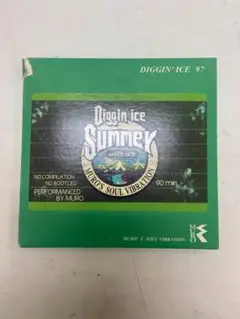 DIGGIN' ICE 97
Diggin ice
Summer
MURO'S SOUL VIBRATION
NO COMPILATION
NO BOOTLEG
PERFORMANCED
BY MURO
90 min.